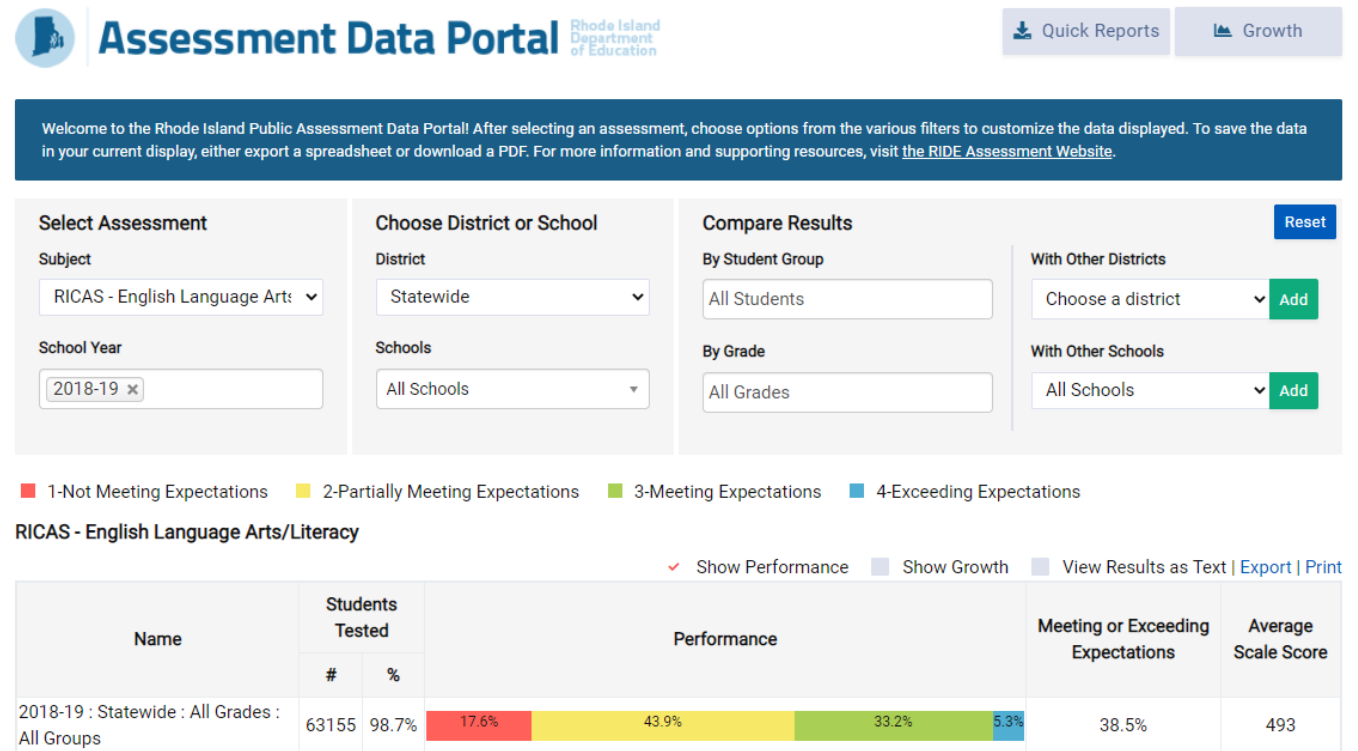 Assessment Data Portal
Rhode Island
Department
of Education
Quick Reports
Growth
Welcome to the Rhode Island Public Assessment Data Portal! After selecting an assessment, choose options from the various filters to customize the data displayed. To save the data
in your current display, either export a spreadsheet or download a PDF. For more information and supporting resources, visit the RIDE Assessment Website.
Select Assessment
Subject
RICAS - English Language Arts
School Year
2018-19 ×
Choose District or School
District
Statewide
Schools
All Schools
Compare Results
Reset
By Student Group
All Students
By Grade
All Grades
With Other Districts
Choose a district
Add
With Other Schools
All Schools
Add
1-Not Meeting Expectations 2-Partially Meeting Expectations 3-Meeting Expectations 4-Exceeding Expectations
RICAS - English Language Arts/Literacy
Show Performance Show Growth View Results as Text | Export | Print
Name
Students
Tested
#
%
Performance
Meeting or Exceeding
Expectations
Average
Scale Score
2018-19 : Statewide : All Grades :
All Groups
63155 98.7% 17.6% 43.9% 33.2% 5.3% 38.5% 493